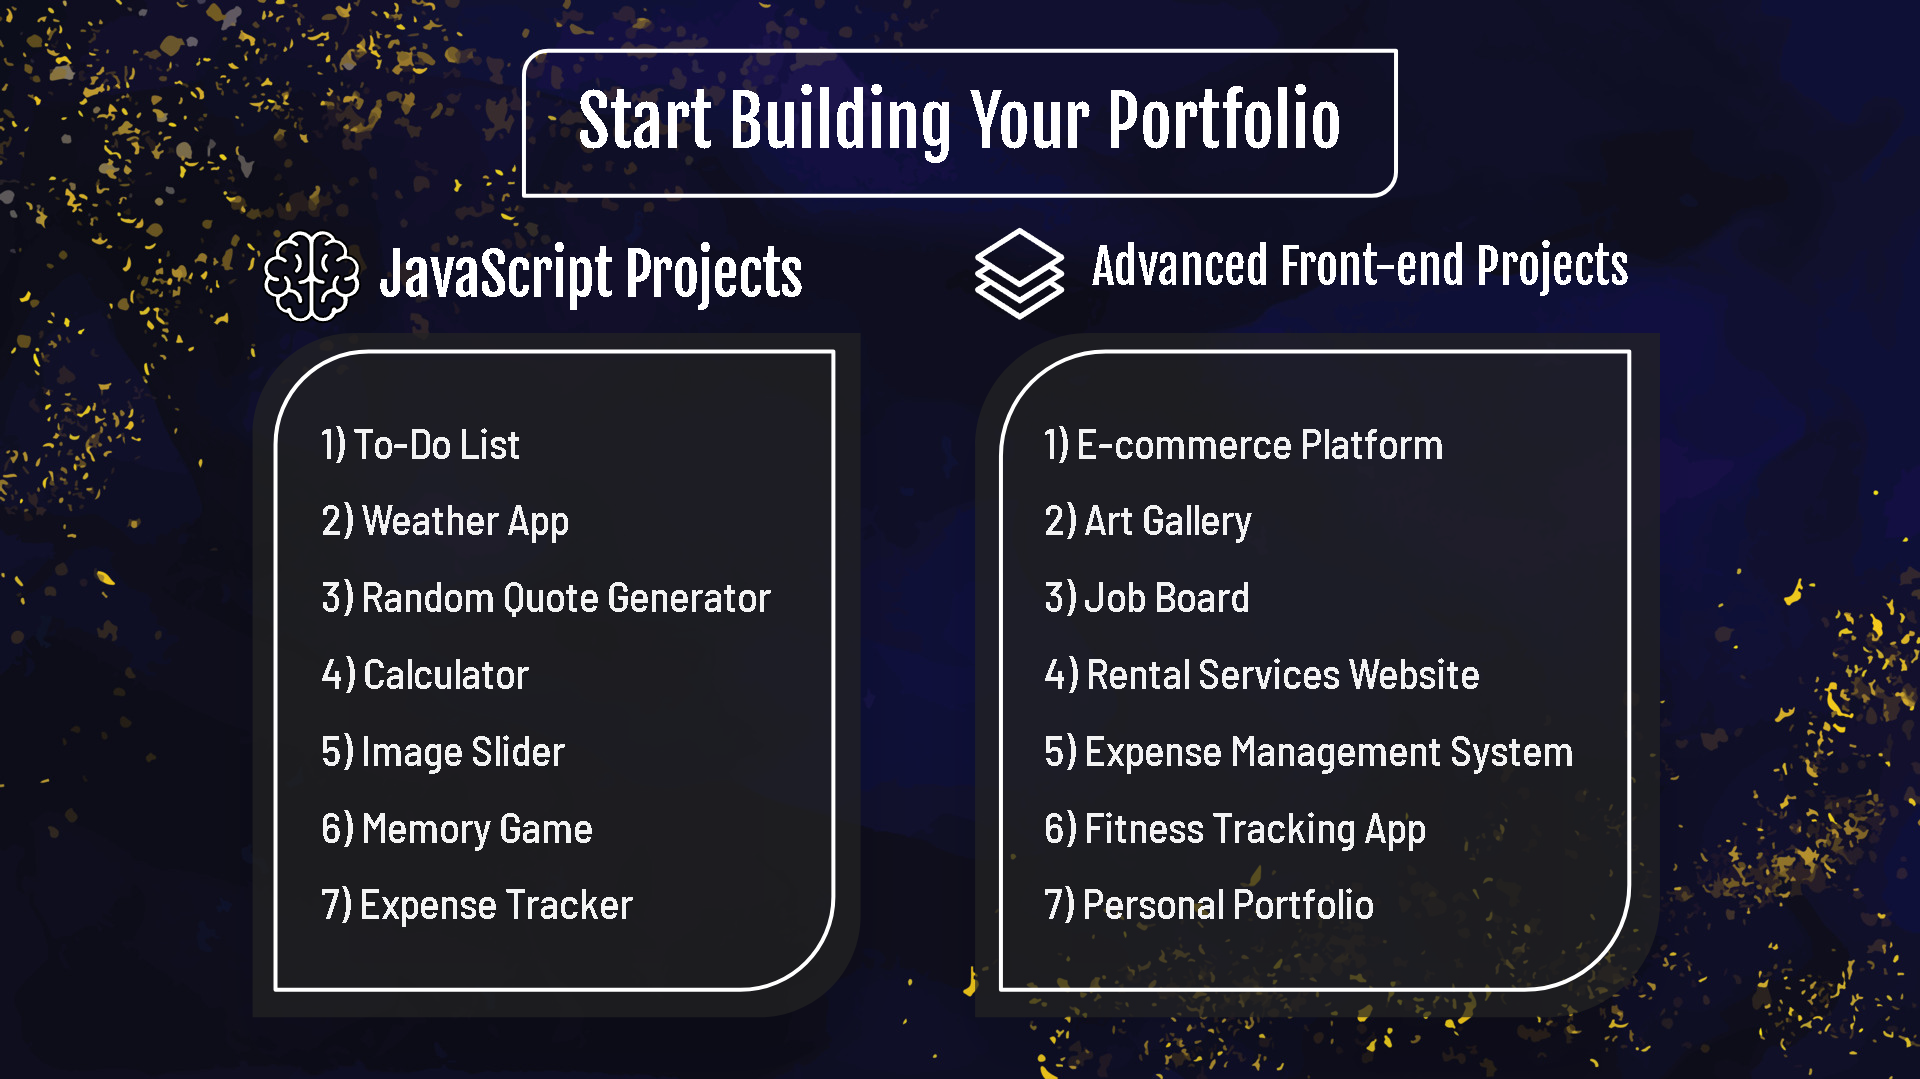 Start Building Your Portfolio
JavaScript Projects
1) To-Do List
2) Weather App
3) Random Quote Generator
4) Calculator
5) Image Slider
6) Memory Game
7) Expense Tracker
Advanced Front-end Projects
1) E-commerce Platform
2) Art Gallery
3) Job Board
4) Rental Services Website
5) Expense Management System
6) Fitness Tracking App
7) Personal Portfolio